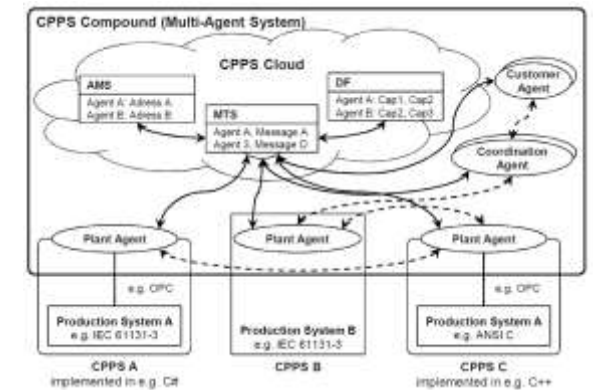 CPPS Compound (Multi-Agent System)
CPPS Cloud
AMS
Agent A: Adress A
Agent B: Adress B
DF
Agent A: Cap1, Cap2
Agent B: Cap2, Cap3
MTS
Agent A, Message A
Agent 3, Message D
Customer
Agent
Coordination
Agent
Plant Agent
Plant Agent
Plant Agent
e.g. OPC
e.g. OPC
Production System A
e.g. IEC 61131-3
Production System B
e.g. IEC 61131-3
Production System A
e.g. ANSI C
CPPS A
implemented in e.g. C#
CPPS B
CPPS C
implemented in e.g. C++